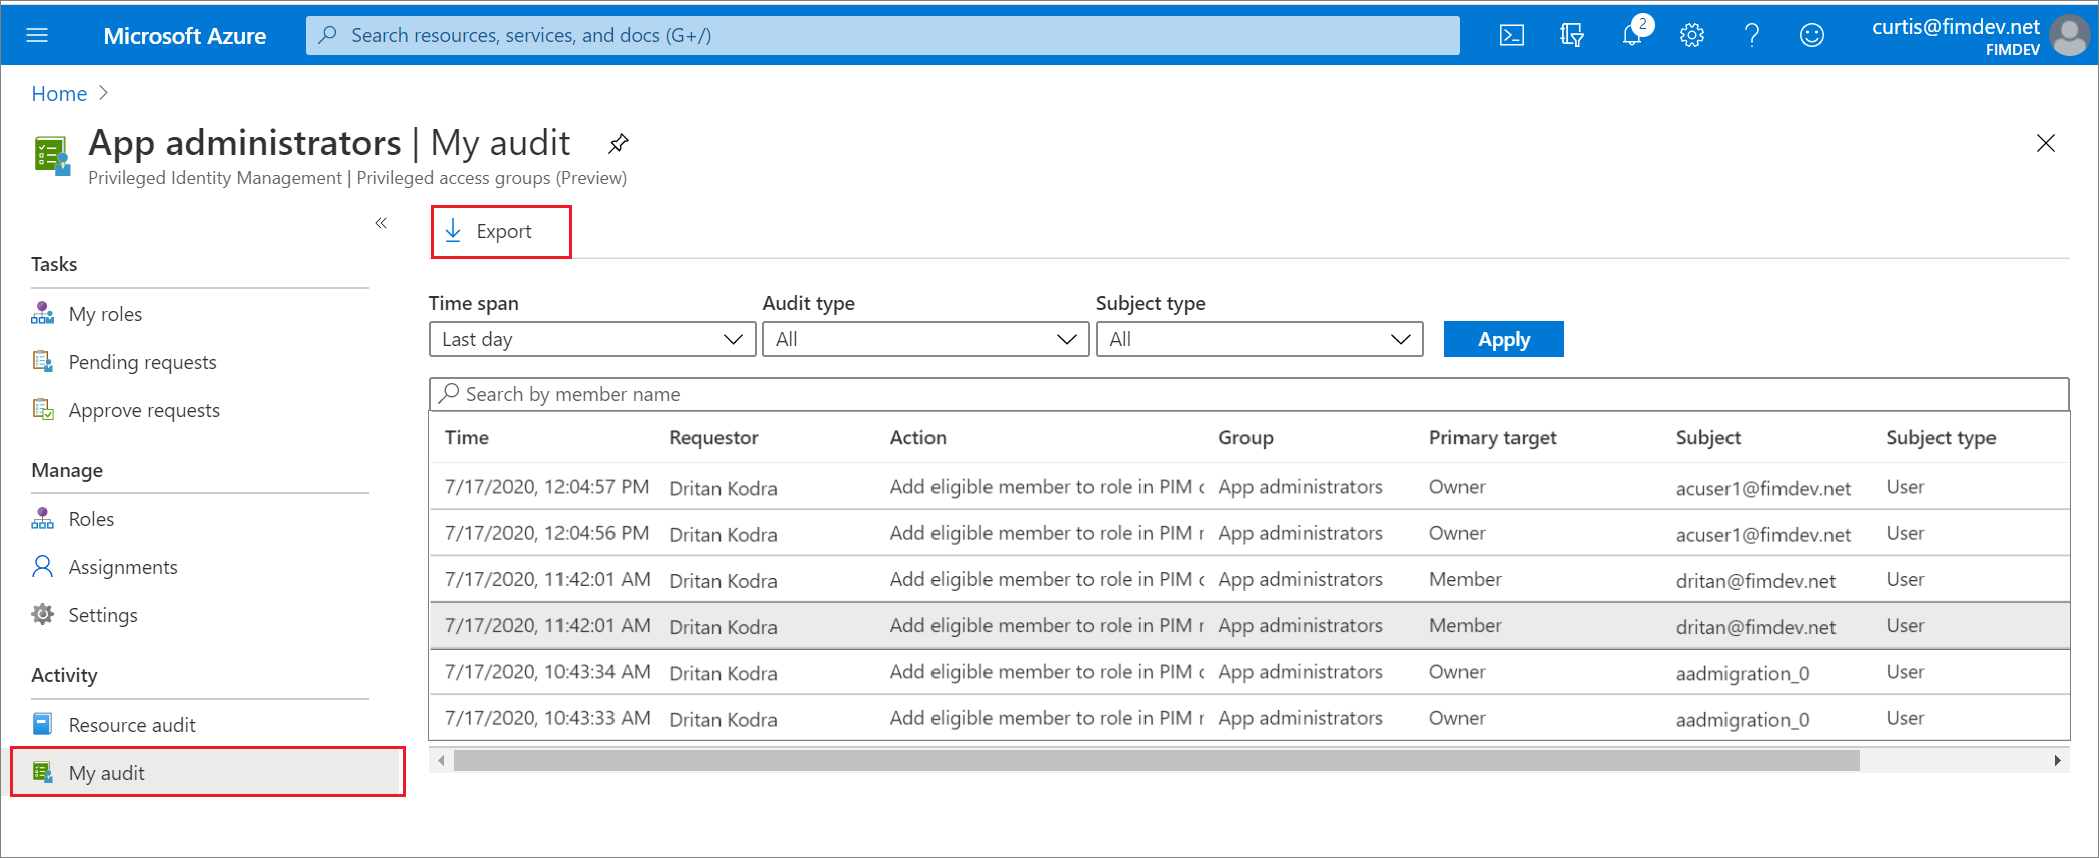 Microsoft Azure
Search resources, services, and docs (G+/)
2
curtis@fimdev.net
FIMDEV
Home
App administrators | My audit
Privileged Identity Management | Privileged access groups (Preview)
Export
Tasks
My roles
Pending requests
Approve requests
Manage
Roles
Assignments
Settings
Activity
Resource audit
My audit
Time span Audit type Subject type
Last day All All Apply
Search by member name
Time Requestor Action Group Primary target Subject Subject type
7/17/2020, 12:04:57 PM Dritan Kodra Add eligible member to role in PIM c App administrators Owner acuser1@fimdev.net User
7/17/2020, 12:04:56 PM Dritan Kodra Add eligible member to role in PIM r App administrators Owner acuser1@fimdev.net User
7/17/2020, 11:42:01 AM Dritan Kodra Add eligible member to role in PIM c App administrators Member dritan@fimdev.net User
7/17/2020, 11:42:01 AM Dritan Kodra Add eligible member to role in PIM r App administrators Member dritan@fimdev.net User
7/17/2020, 10:43:34 AM Dritan Kodra Add eligible member to role in PIM c App administrators Owner aadmigration_0 User
7/17/2020, 10:43:33 AM Dritan Kodra Add eligible member to role in PIM r App administrators Owner aadmigration_0 User